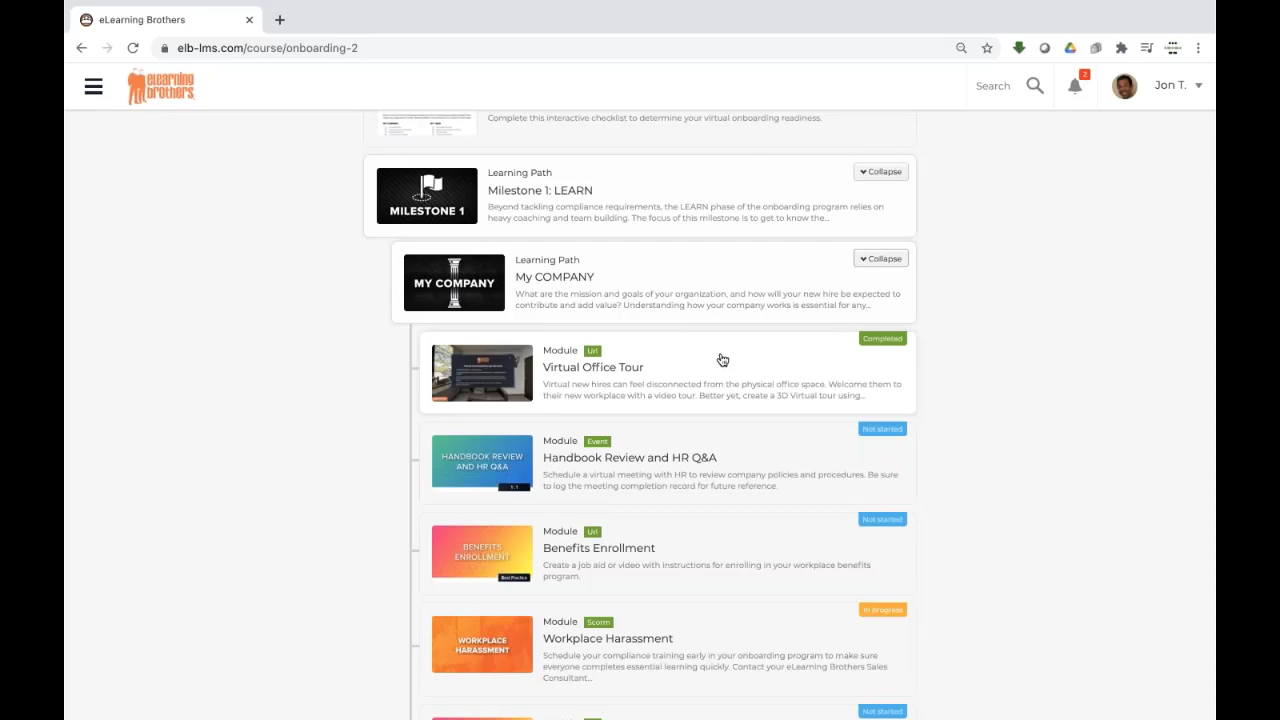 eLearning Brothers
elb-lms.com/course/onboarding-2
eLearning
brothers
Search
2
Jon T.
Complete this interactive checklist to determine your virtual onboarding readiness.
MILESTONE 1
Learning Path
Collapse
Milestone 1: LEARN
Beyond tackling compliance requirements, the LEARN phase of the onboarding program relies on
heavy coaching and team building. The focus of this milestone is to get to know the...
MY COMPANY
Learning Path
Collapse
My COMPANY
What are the mission and goals of your organization, and how will your new hire be expected to
contribute and add value? Understanding how your company works is essential for any...
Completed
Module Url
Virtual Office Tour
Virtual new hires can feel disconnected from the physical office space. Welcome them to
their new workplace with a video tour. Better yet, create a 3D Virtual tour using...
Not started
HANDBOOK REVIEW
AND HR Q&A
1:1
Module Event
Handbook Review and HR Q&A
Schedule a virtual meeting with HR to review company policies and procedures. Be sure
to log the meeting completion record for future reference.
Not started
BENEFITS
ENROLLMENT
Best Practice
Module Url
Benefits Enrollment
Create a job aid or video with instructions for enrolling in your workplace benefits
program.
In progress
WORKPLACE
HARASSMENT
Module Scorm
Workplace Harassment
Schedule your compliance training early in your onboarding program to make sure
everyone completes essential learning quickly. Contact your eLearning Brothers Sales
Consultant...
Not started